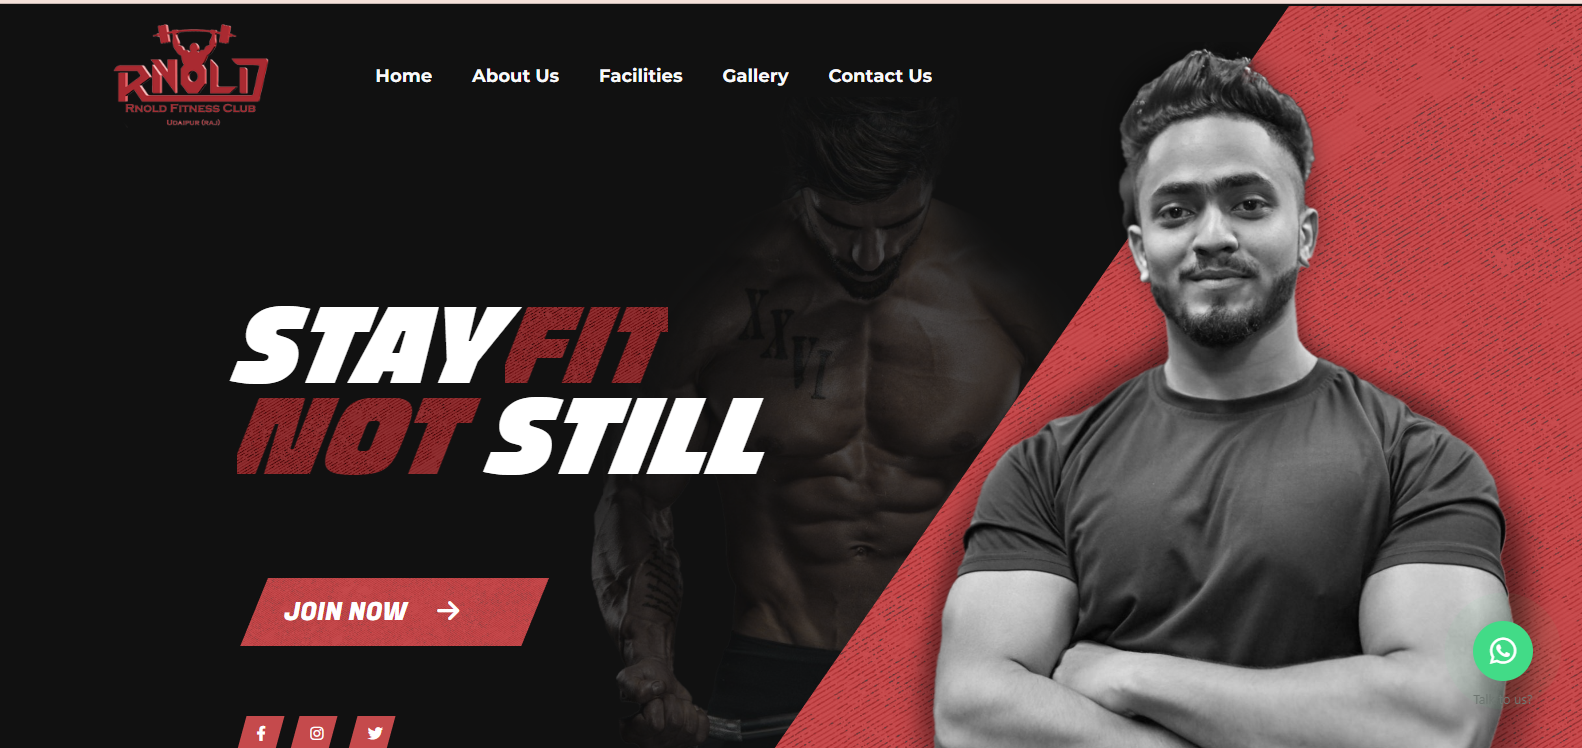 RNOLD
RNOLD FITNESS CLUB
UDAIPUR (RAJ)
Home About Us Facilities Gallery Contact Us
STAY FIT
NOT STILL
XXVI
JOIN NOW
Talk to us?